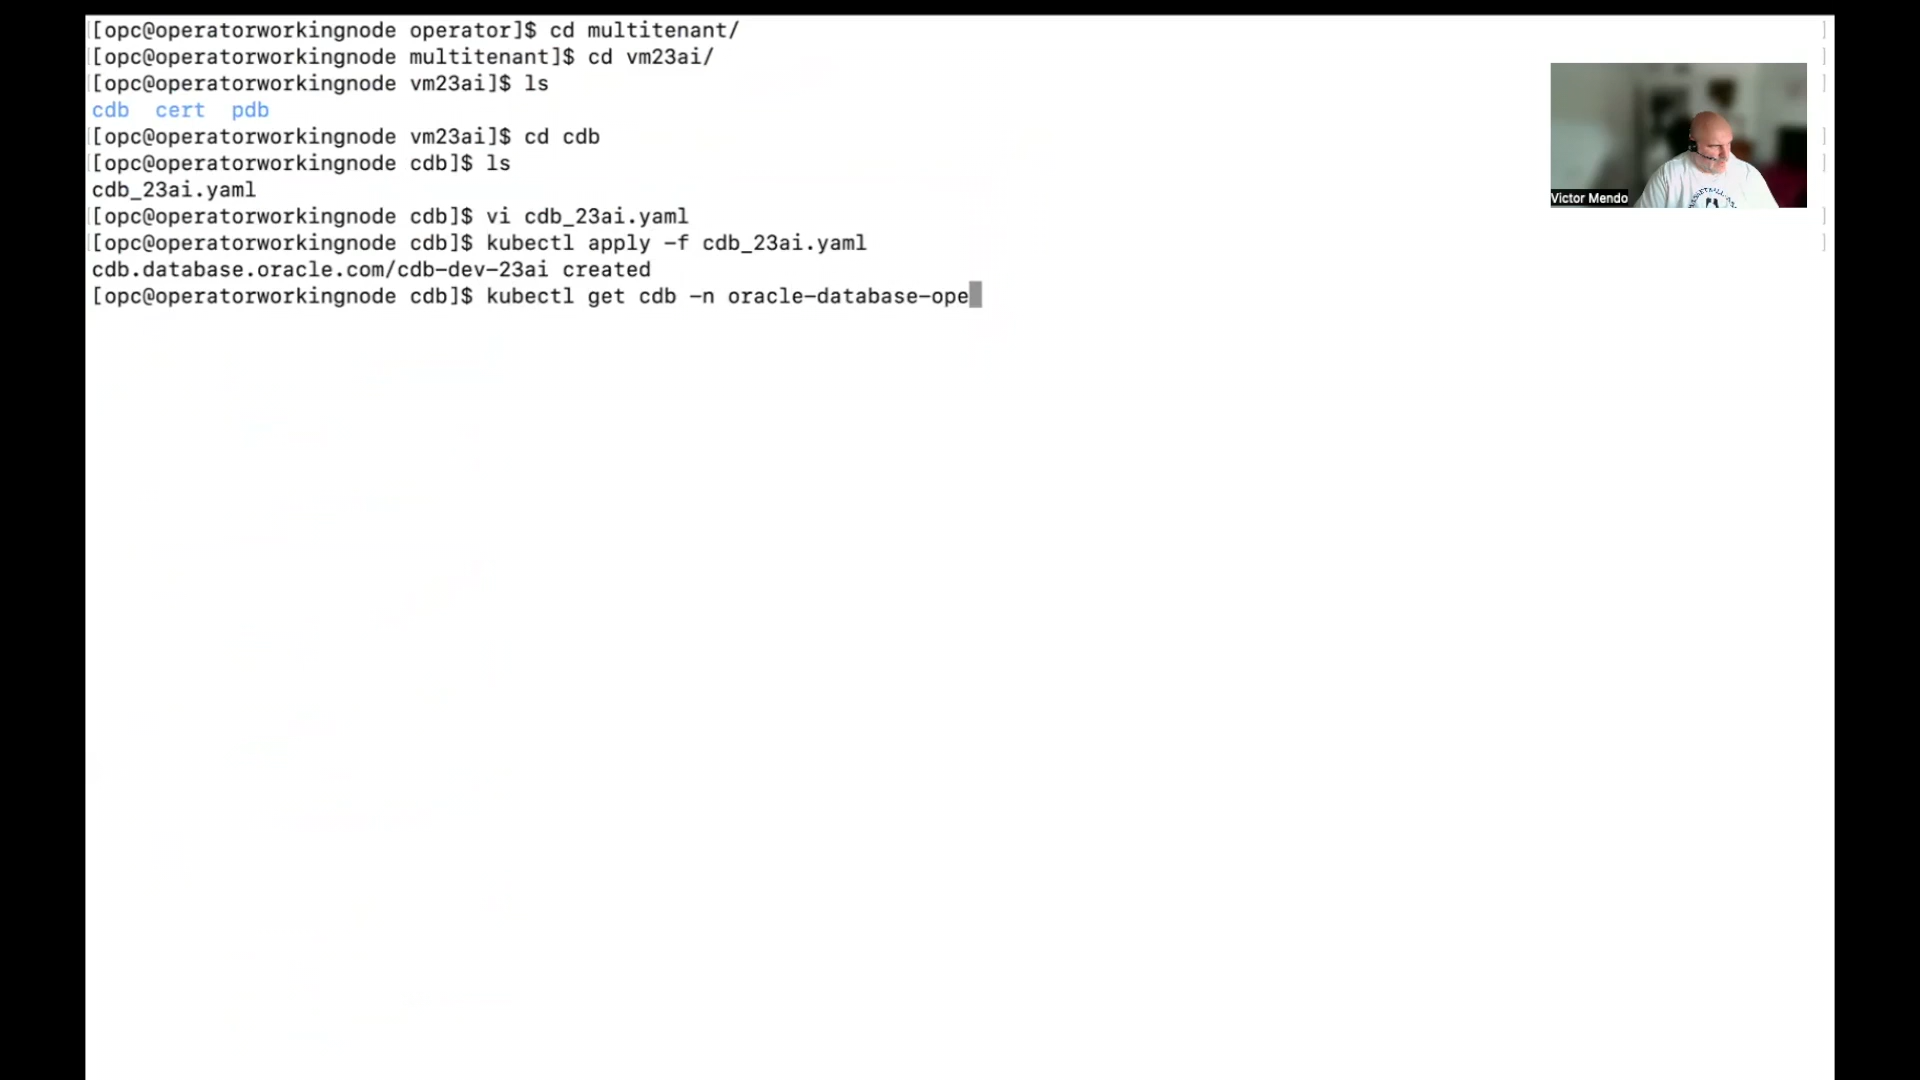 [opc@operatorworkingnode operator]$ cd multitenant/
[opc@operatorworkingnode multitenant]$ cd vm23ai/
[opc@operatorworkingnode vm23ai]$ ls
cdb  cert  pdb
[opc@operatorworkingnode vm23ai]$ cd cdb
[opc@operatorworkingnode cdb]$ ls
cdb_23ai.yaml
[opc@operatorworkingnode cdb]$ vi cdb_23ai.yaml
[opc@operatorworkingnode cdb]$ kubectl apply -f cdb_23ai.yaml
cdb.database.oracle.com/cdb-dev-23ai created
[opc@operatorworkingnode cdb]$ kubectl get cdb -n oracle-database-ope
Victor Mendo